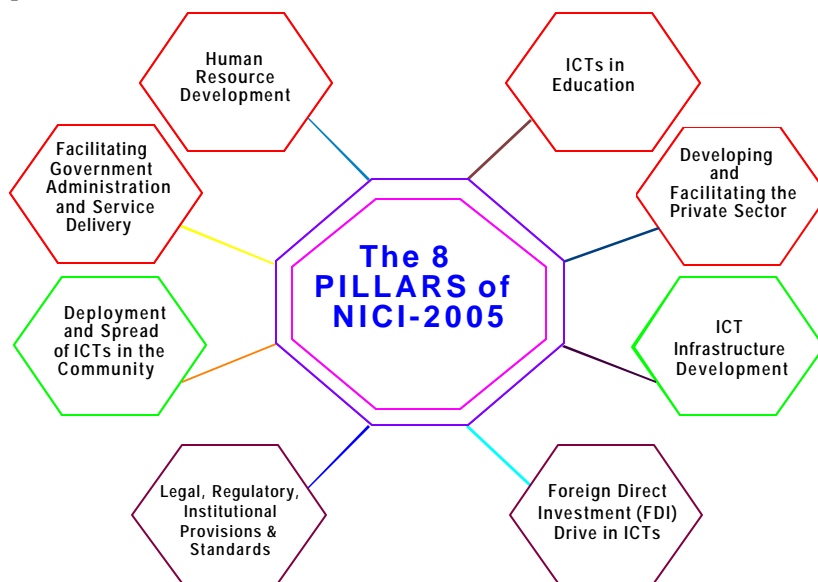 Human
Resource
Development
ICTs in
Education
Facilitating
Government
Administration
and Service
Delivery
Developing
and
Facilitating the
Private Sector
The 8
PILLARS of
NICI-2005
Deployment
and Spread
of ICTs in the
Community
ICT
Infrastructure
Development
Legal, Regulatory,
Institutional
Provisions &
Standards
Foreign Direct
Investment (FDI)
Drive in ICTs